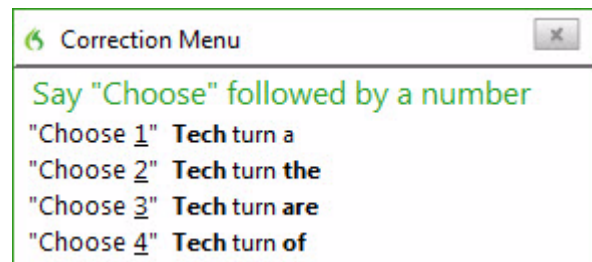 Correction Menu
Say "Choose" followed by a number
"Choose 1" Tech turn a
"Choose 2" Tech turn the
"Choose 3" Tech turn are
"Choose 4" Tech turn of